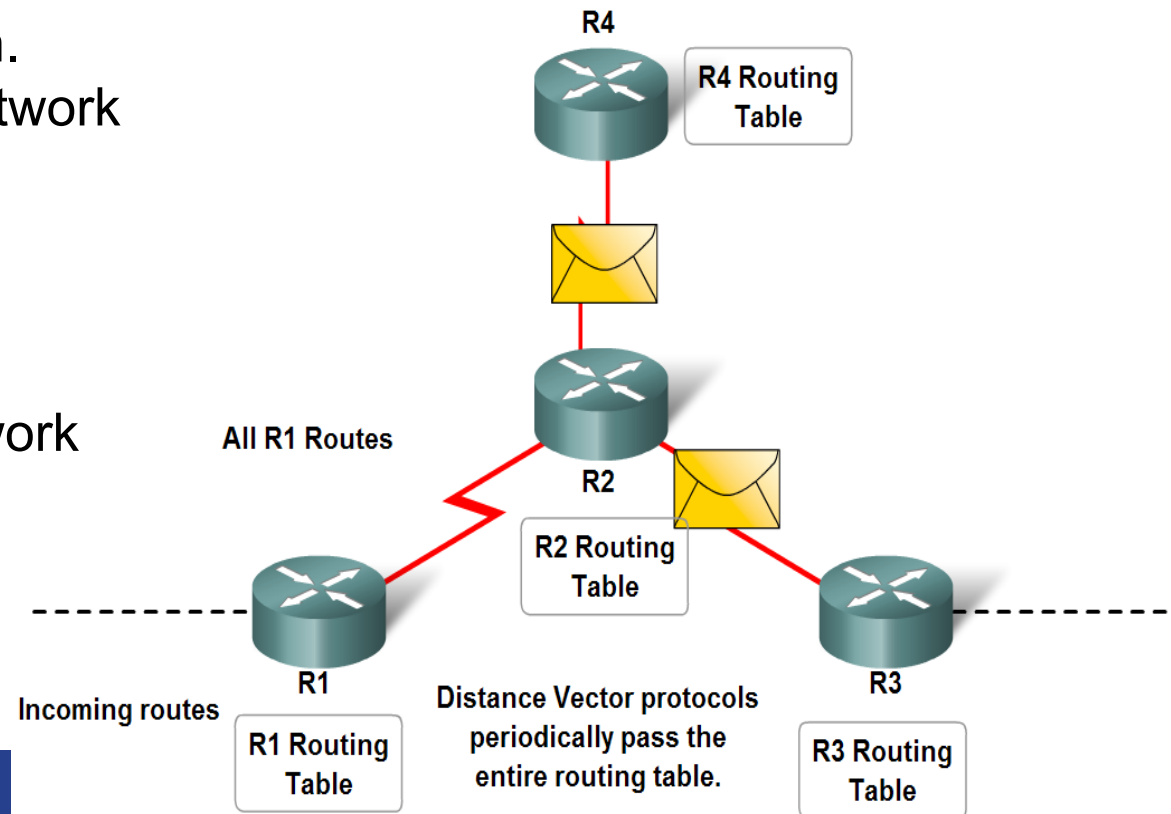 R4
R4 Routing
Table
work
All R1 Routes
R2
R2 Routing
Table
R1
R3
Incoming routes
R1 Routing
Table
Distance Vector protocols
periodically pass the
entire routing table.
R3 Routing
Table